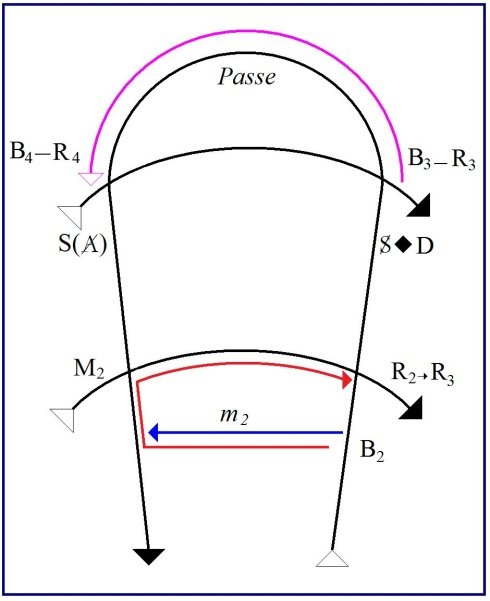 Passe
B₄—R₄
B₃—R₃
S(Ⱥ)
$◆D
M₂
R₂→R₃
m₂
B₂